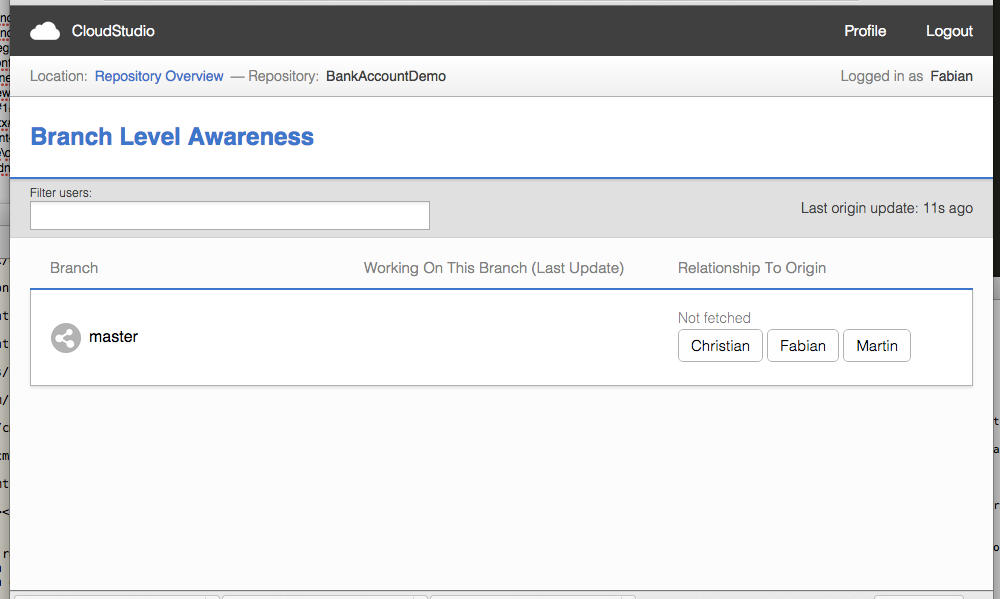 CloudStudio Profile Logout
Location: Repository Overview — Repository: BankAccountDemo Logged in as Fabian
Branch Level Awareness
Filter users:
Last origin update: 11s ago
Branch Working On This Branch (Last Update) Relationship To Origin
Not fetched
master
Christian Fabian Martin